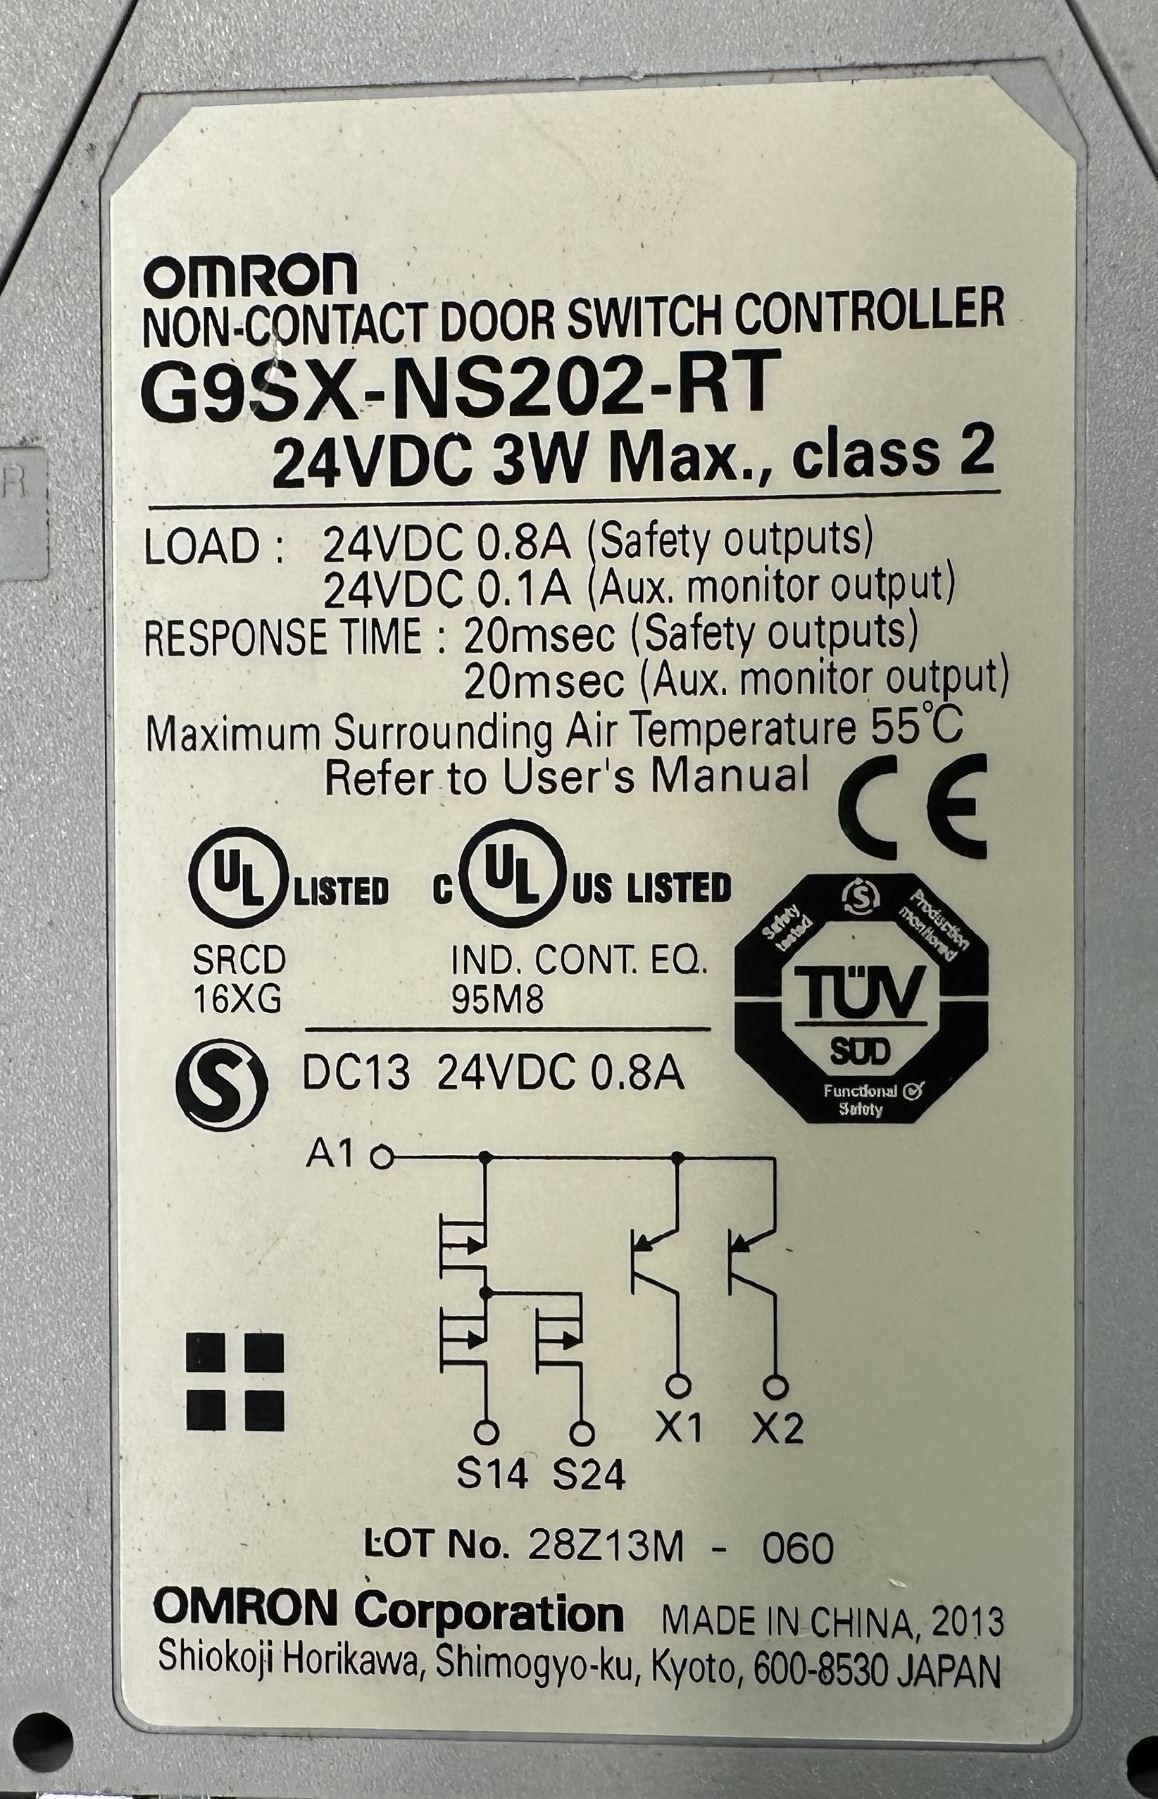 R
OMRON
NON-CONTACT DOOR SWITCH CONTROLLER
G9SX-NS202-RT
24VDC 3W Max., class 2
LOAD : 24VDC 0.8A (Safety outputs)
24VDC 0.1A (Aux. monitor output)
RESPONSE TIME : 20msec (Safety outputs)
20msec (Aux. monitor output)
Maximum Surrounding Air Temperature 55℃
Refer to User's Manual
CE
UL LISTED
C UL US LISTED
SRCD
16XG
IND. CONT. EQ.
95M8
Safety tested
S
Production monitored
TÜV
SÜD
Functional
Safety
S
DC13 24VDC 0.8A
A1
X1 X2
S14 S24
LOT No. 28Z13M - 060
OMRON Corporation MADE IN CHINA, 2013
Shiokoji Horikawa, Shimogyo-ku, Kyoto, 600-8530 JAPAN